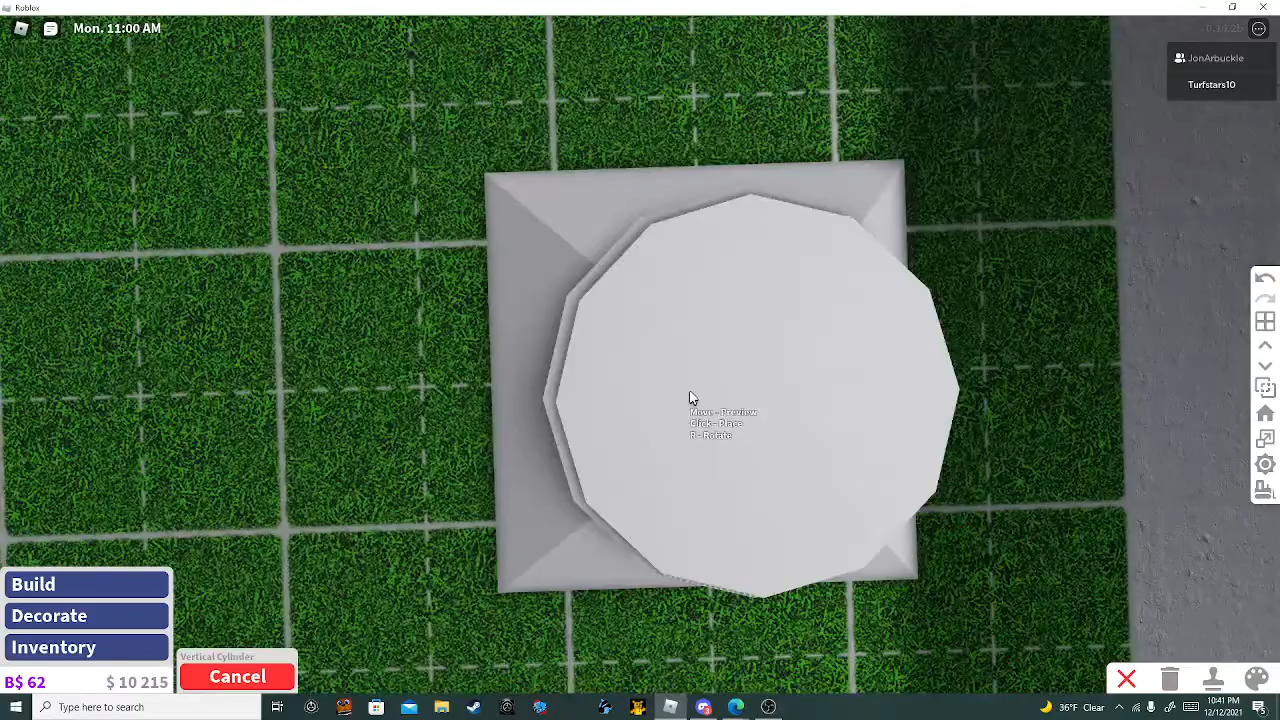 Roblox
Mon. 11:00 AM
JonArbuckle
Turfstars10
Move - Preview
Click - Place
R - Rotate
Build
Decorate
Inventory
Vertical Cylinder
Cancel
B$ 62
$ 10 215
Type here to search
36°F Clear
10:41 PM
12/12/2021